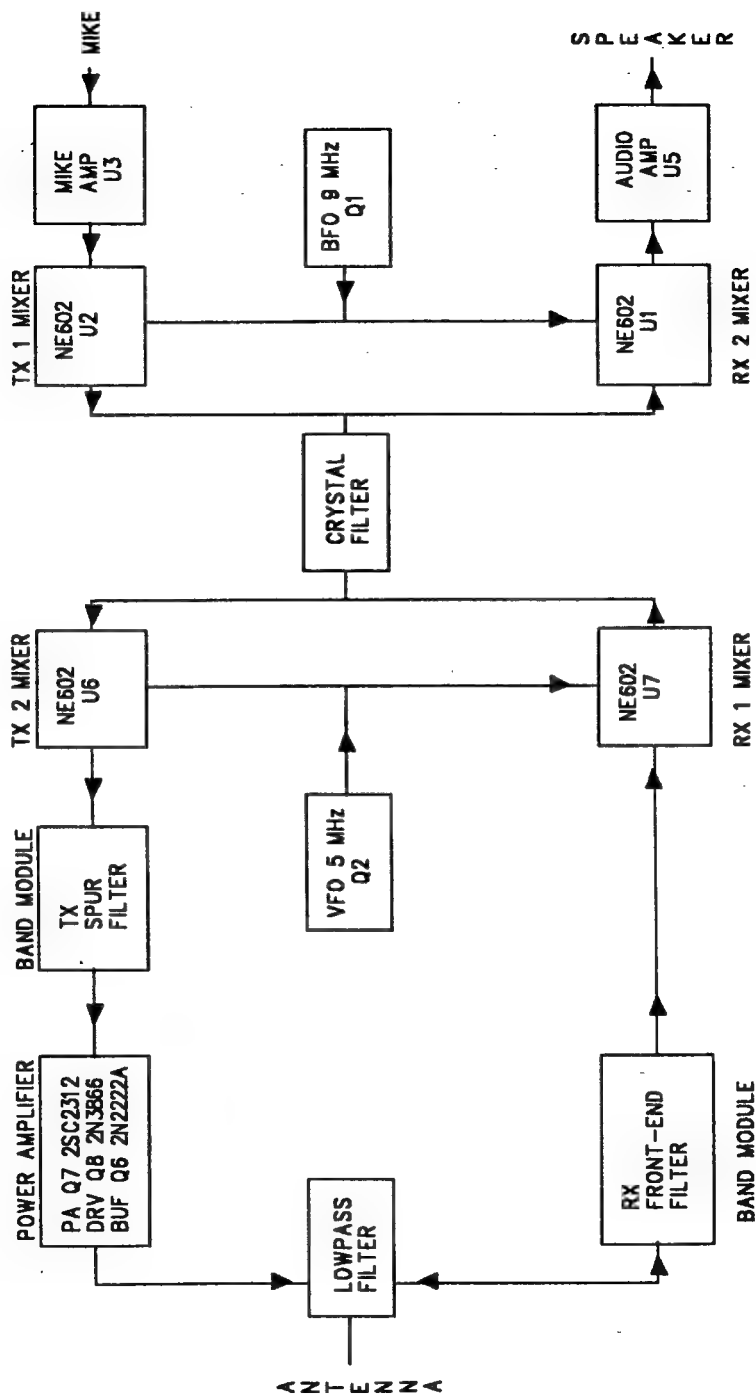 POWER AMPLIFIER
PA Q7 2SC2312
DRV Q8 2N3866
BUF Q6 2N2222A
BAND MODULE
TX
SPUR
FILTER
TX 2 MIXER
NE602
U6
TX 1 MIXER
NE602
U2
MIKE
AMP
U3
MIKE
ANTENNA
LOWPASS
FILTER
VFO 5 MHz
Q2
CRYSTAL
FILTER
BFO 9 MHz
Q1
RX
FRONT-END
FILTER
BAND MODULE
NE602
U7
RX 1 MIXER
NE602
U1
RX 2 MIXER
AUDIO
AMP
U5
SPEAKER